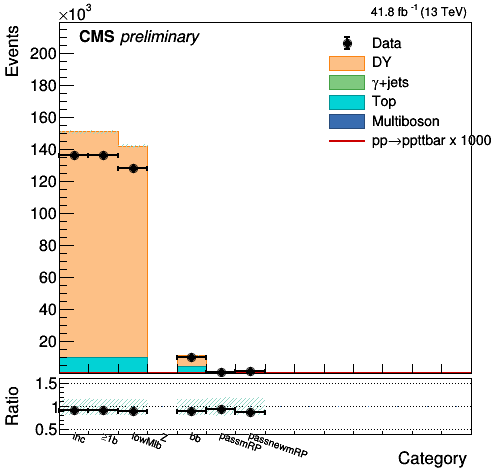 ×10³
41.8 fb⁻¹ (13 TeV)
Events
CMS preliminary
Data
DY
γ+jets
Top
Multiboson
pp→ppttbar x 1000
200
180
160
140
120
100
80
60
40
20
Ratio
1.5
1
0.5
inc
≥1b
lowMlb
Z
bb
passmRP
passnewmRP
Category